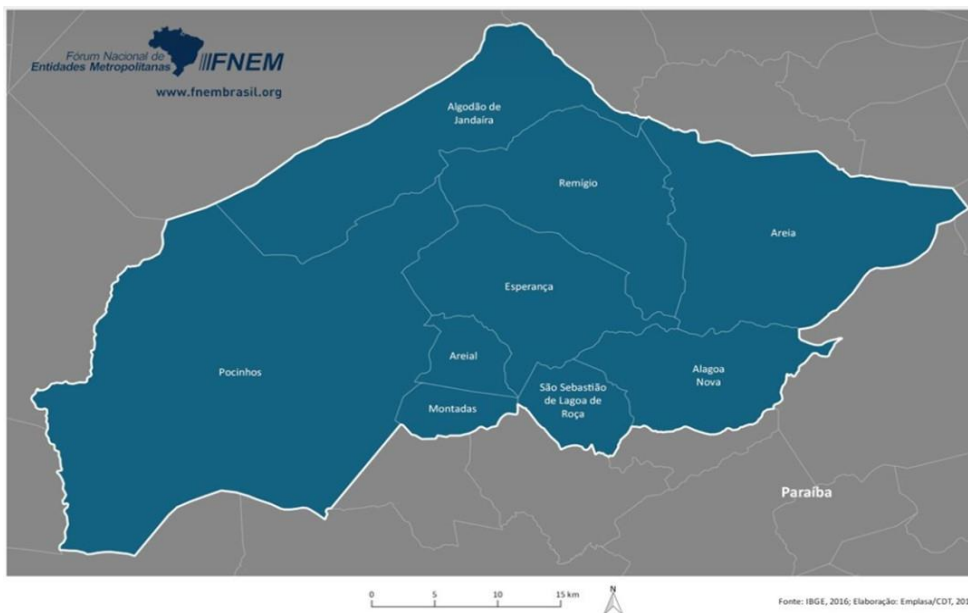 Fórum Nacional de
Entidades Metropolitanas
FNEM
www.fnembrasil.org
Algodão de
Jandaíra
Remígio
Areia
Esperança
Areial
Pocinhos
Montadas
São Sebastião
de Lagoa de
Roça
Alagoa
Nova
Paraíba
0 5 10 15 km
N
Fonte: IBGE, 2016; Elaboração: Emplasa/CDT, 201